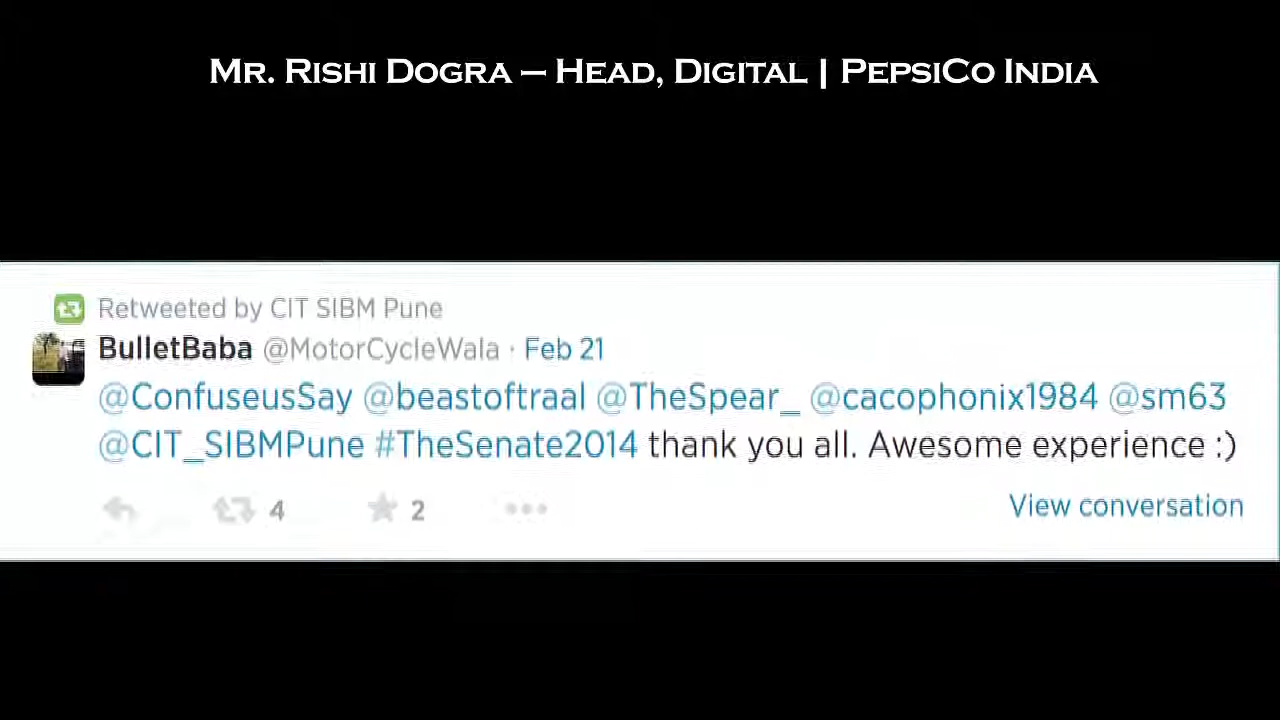 MR. RISHI DOGRA – HEAD, DIGITAL | PEPSICO INDIA
Retweeted by CIT SIBM Pune
BulletBaba @MotorCycleWala · Feb 21
@ConfuseusSay @beastoftraal @TheSpear_ @cacophonix1984 @sm63
@CIT_SIBMPune #TheSenate2014 thank you all. Awesome experience :)
4 2 View conversation